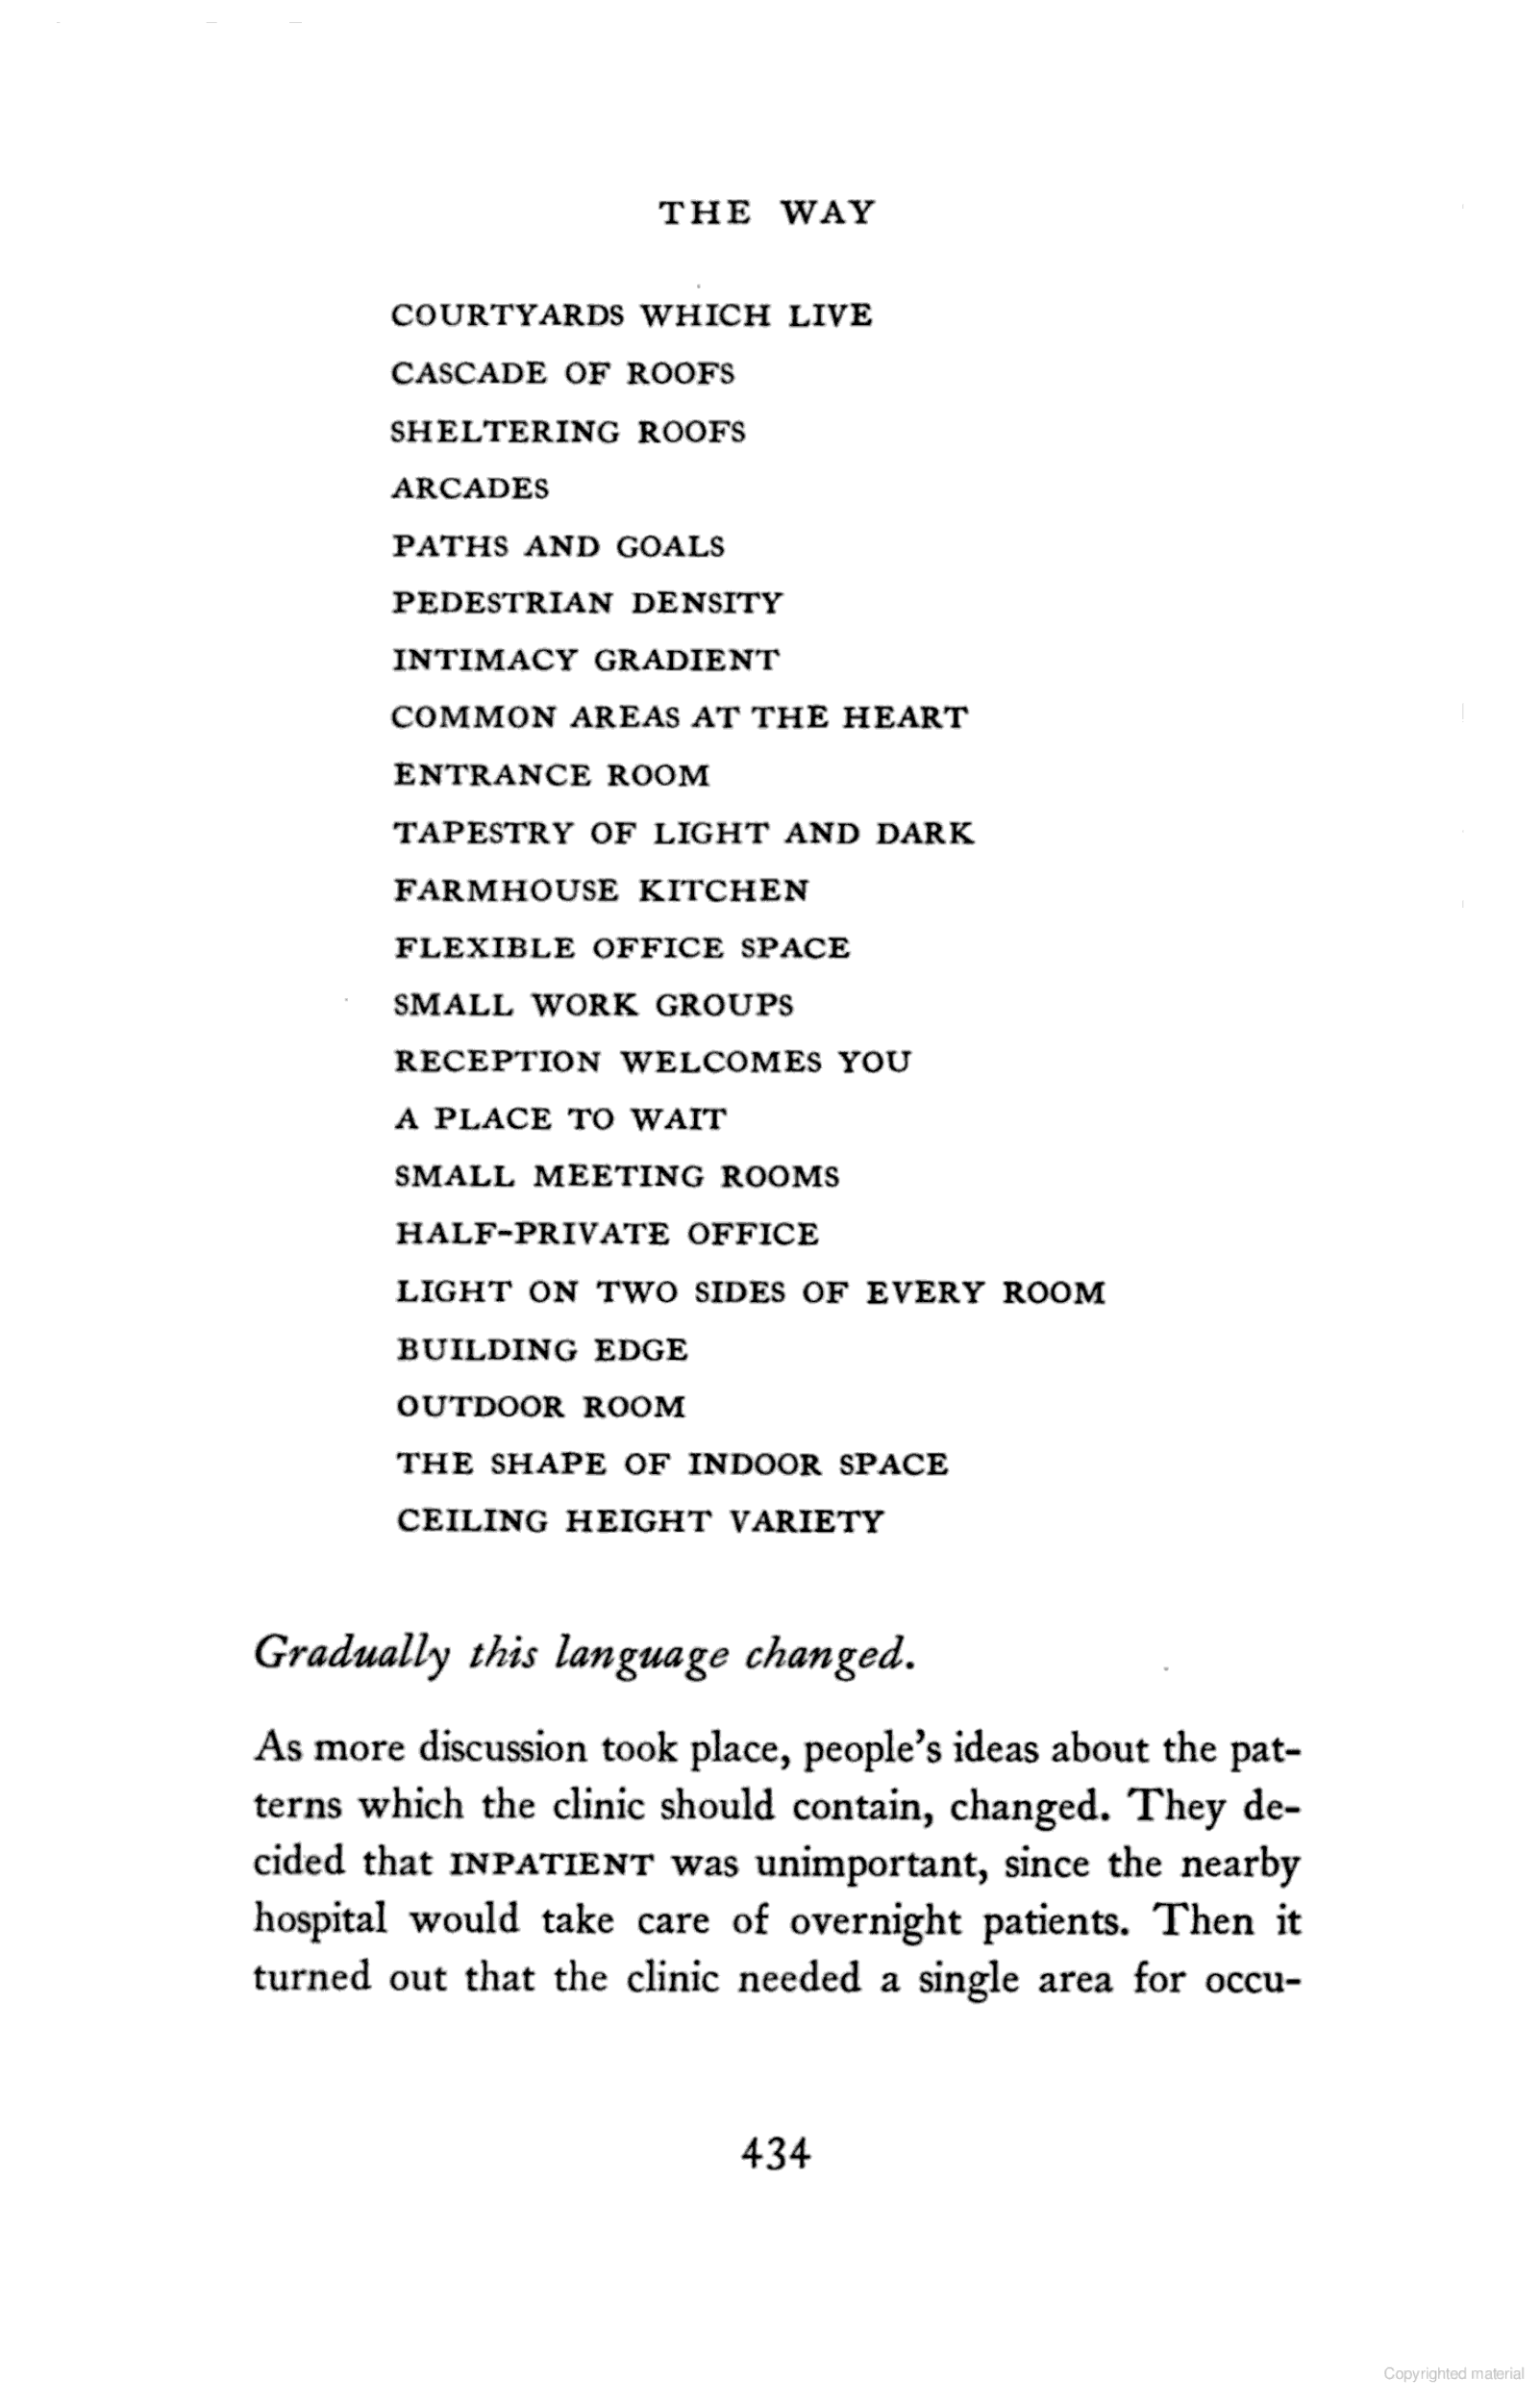 THE WAY
COURTYARDS WHICH LIVE
CASCADE OF ROOFS
SHELTERING ROOFS
ARCADES
PATHS AND GOALS
PEDESTRIAN DENSITY
INTIMACY GRADIENT
COMMON AREAS AT THE HEART
ENTRANCE ROOM
TAPESTRY OF LIGHT AND DARK
FARMHOUSE KITCHEN
FLEXIBLE OFFICE SPACE
SMALL WORK GROUPS
RECEPTION WELCOMES YOU
A PLACE TO WAIT
SMALL MEETING ROOMS
HALF-PRIVATE OFFICE
LIGHT ON TWO SIDES OF EVERY ROOM
BUILDING EDGE
OUTDOOR ROOM
THE SHAPE OF INDOOR SPACE
CEILING HEIGHT VARIETY
Gradually this language changed.
As more discussion took place, people's ideas about the pat-
terns which the clinic should contain, changed. They de-
cided that INPATIENT was unimportant, since the nearby
hospital would take care of overnight patients. Then it
turned out that the clinic needed a single area for occu-
434
Copyrighted material